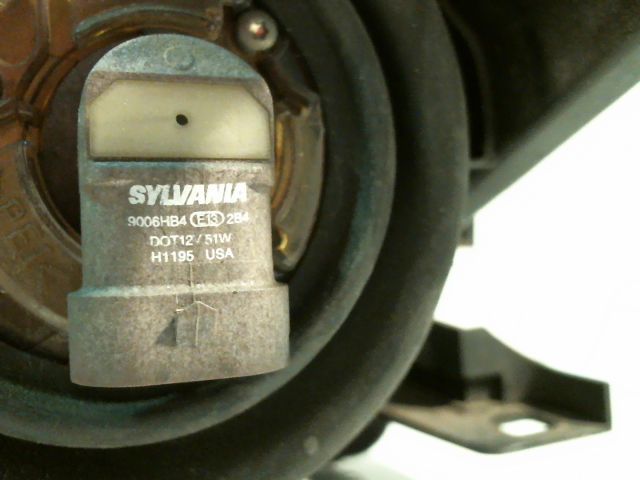 SYLVANIA
9006HB4 E13 2B4
DOT12/51W
H1195 USA